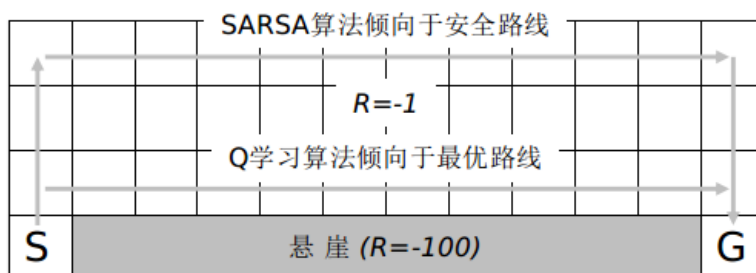 SARSA算法倾向于安全路线
R=-1
Q学习算法倾向于最优路线
S
悬 崖 (R=-100)
G